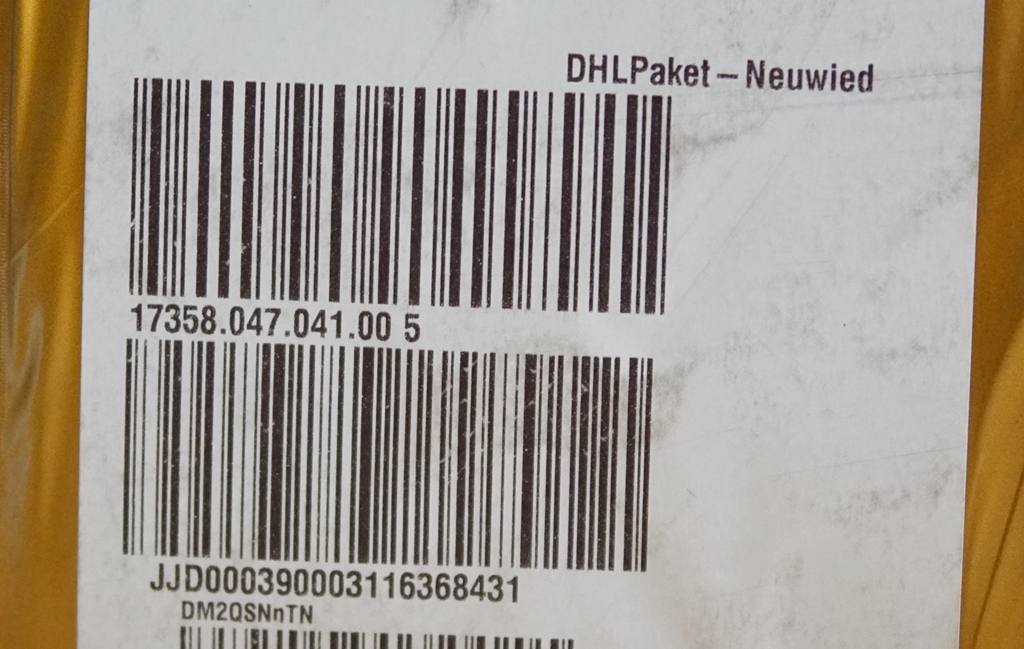 DHLPaket – Neuwied
17358.047.041.00 5
JJD000390003116368431
DM2QSNnTN